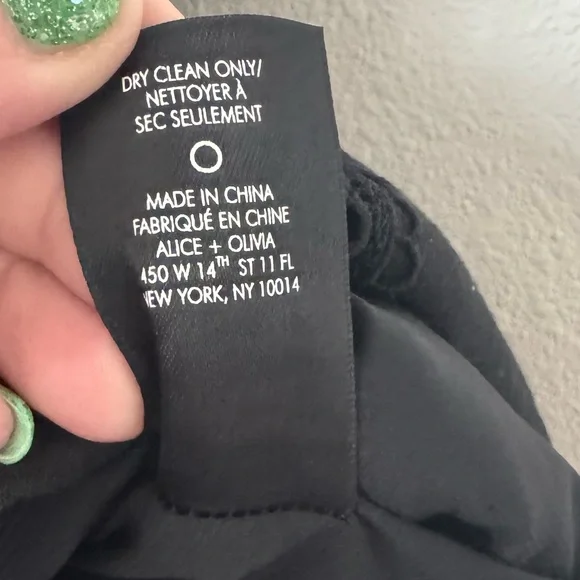 DRY CLEAN ONLY/
NETTOYER À
SEC SEULEMENT
MADE IN CHINA
FABRIQUÉ EN CHINE
ALICE + OLIVIA
450 W 14TH ST 11 FL
NEW YORK, NY 10014